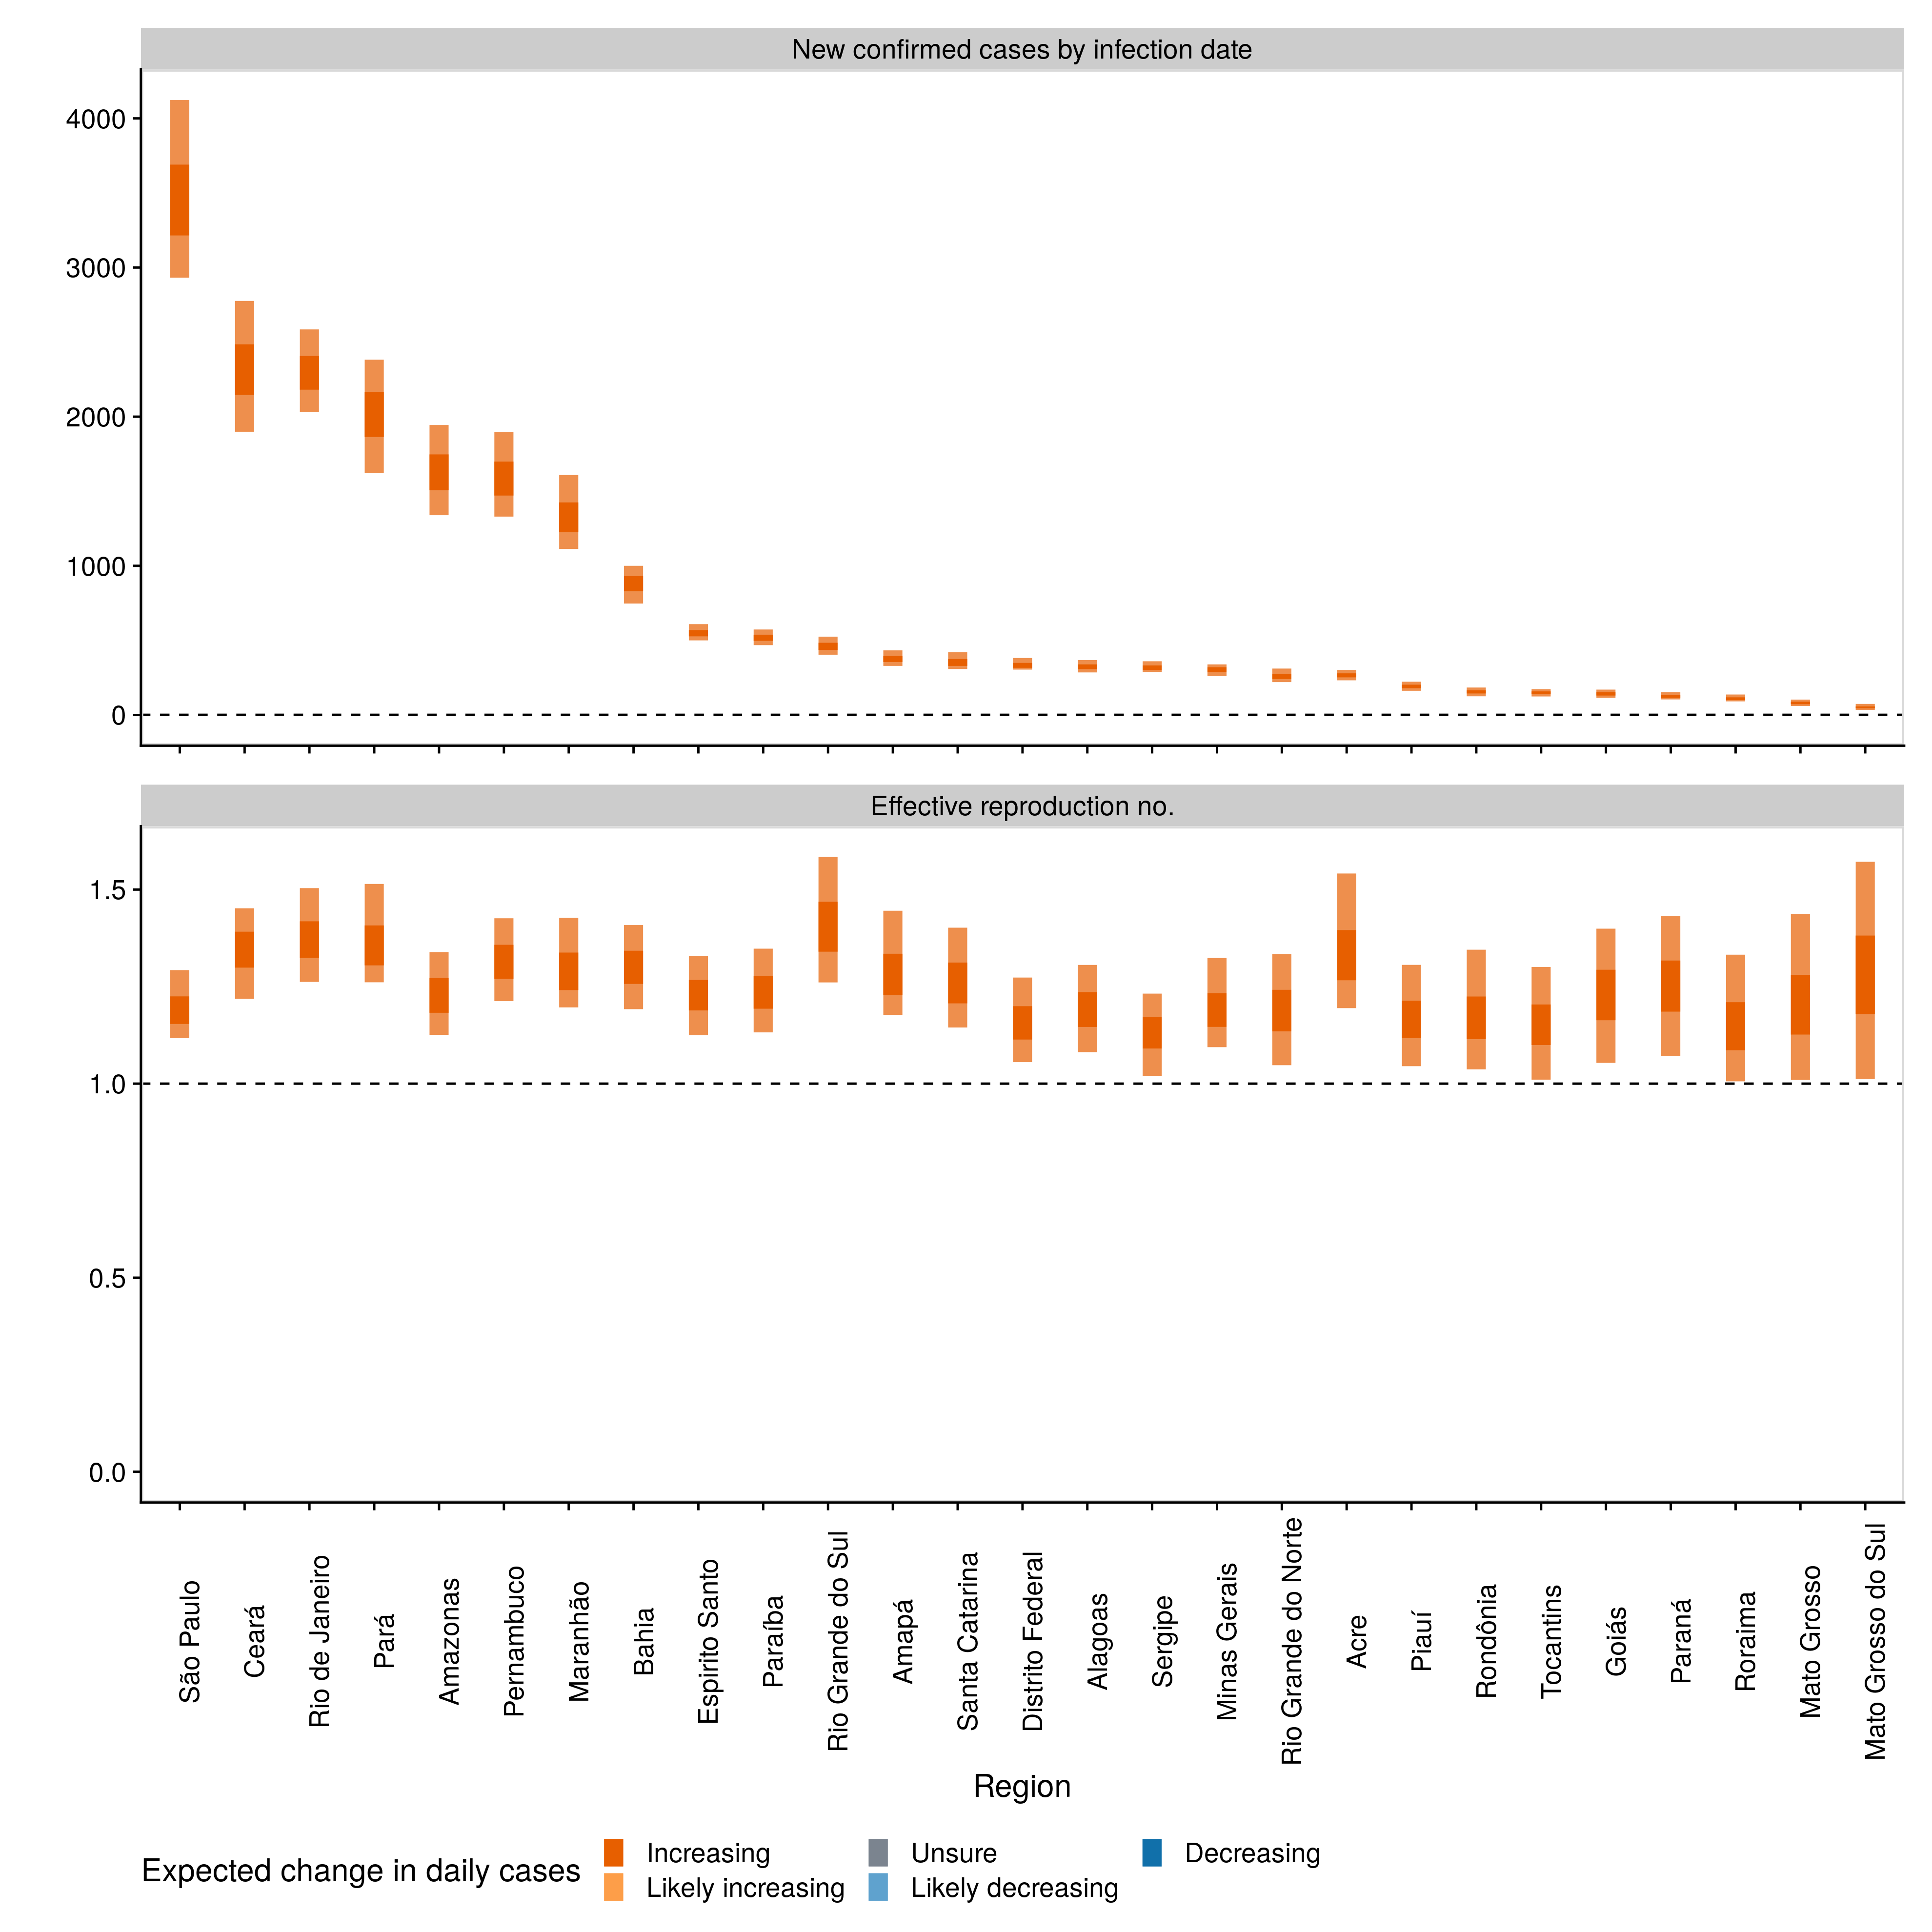 New confirmed cases by infection date
4000
3000
2000
1000
0
Effective reproduction no.
1.5
1.0
0.5
0.0
São Paulo
Ceará
Rio de Janeiro
Pará
Amazonas
Pernambuco
Maranhão
Bahia
Espirito Santo
Paraíba
Rio Grande do Sul
Amapá
Santa Catarina
Distrito Federal
Alagoas
Sergipe
Minas Gerais
Rio Grande do Norte
Acre
Piauí
Rondônia
Tocantins
Goiás
Paraná
Roraima
Mato Grosso
Mato Grosso do Sul
Region
Expected change in daily cases
Increasing
Likely increasing
Unsure
Likely decreasing
Decreasing